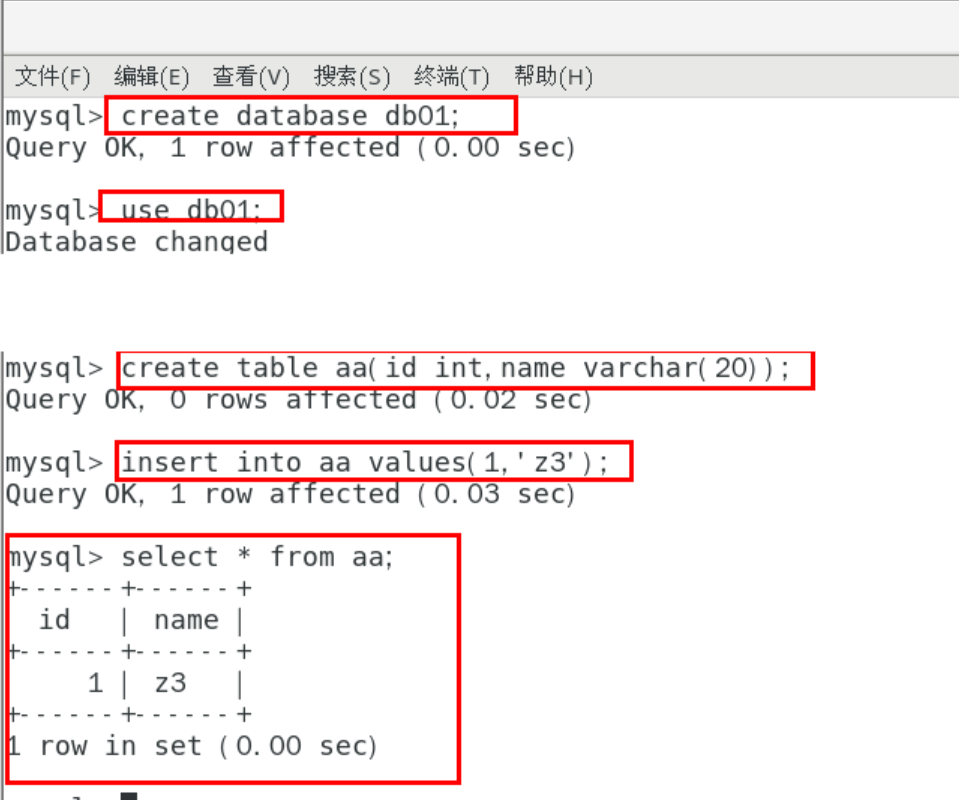 文件(F) 编辑(E) 查看(V) 搜索(S) 终端(T) 帮助(H)
mysql> create database db01;
Query OK, 1 row affected (0.00 sec)
mysql> use db01;
Database changed
mysql> create table aa(id int,name varchar(20));
Query OK, 0 rows affected (0.02 sec)
mysql> insert into aa values(1,'z3');
Query OK, 1 row affected (0.03 sec)
mysql> select * from aa;
+------+------+
id | name |
+------+------+
1 | z3 |
+------+------+
1 row in set (0.00 sec)